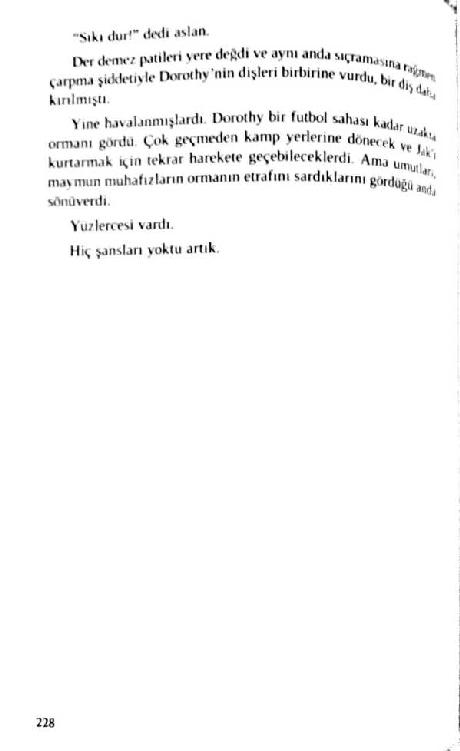 "Sıkı dur!" dedi aslan.
Der demez patileri yere değdi ve aynı anda sıçramasına rağmen
çarpma şiddetiyle Dorothy'nin dişleri birbirine vurdu, bir diş daha
kırılmıştı.
Yine havalanmışlardı. Dorothy bir futbol sahası kadar uzakta
ormanı gördü. Çok geçmeden kamp yerlerine dönecek ve Jak'ı
kurtarmak için tekrar harekete geçebileceklerdi. Ama umutları,
maymun muhafızların ormanın etrafını sardıklarını gördüğü anda
sönüverdi.
Yüzlercesi vardı.
Hiç şansları yoktu artık.
228